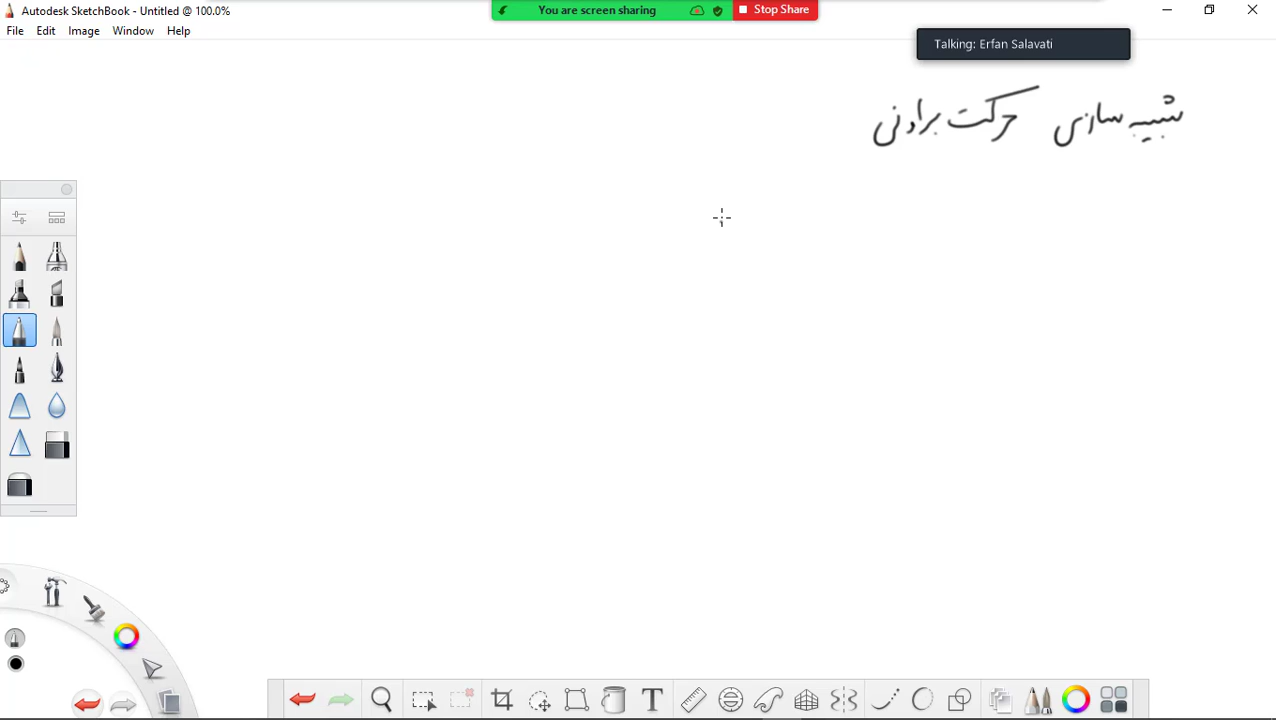 Autodesk SketchBook - Untitled @ 100.0%
You are screen sharing
Stop Share
File Edit Image Window Help
Talking: Erfan Salavati
شبیه سازی حرکت براونی